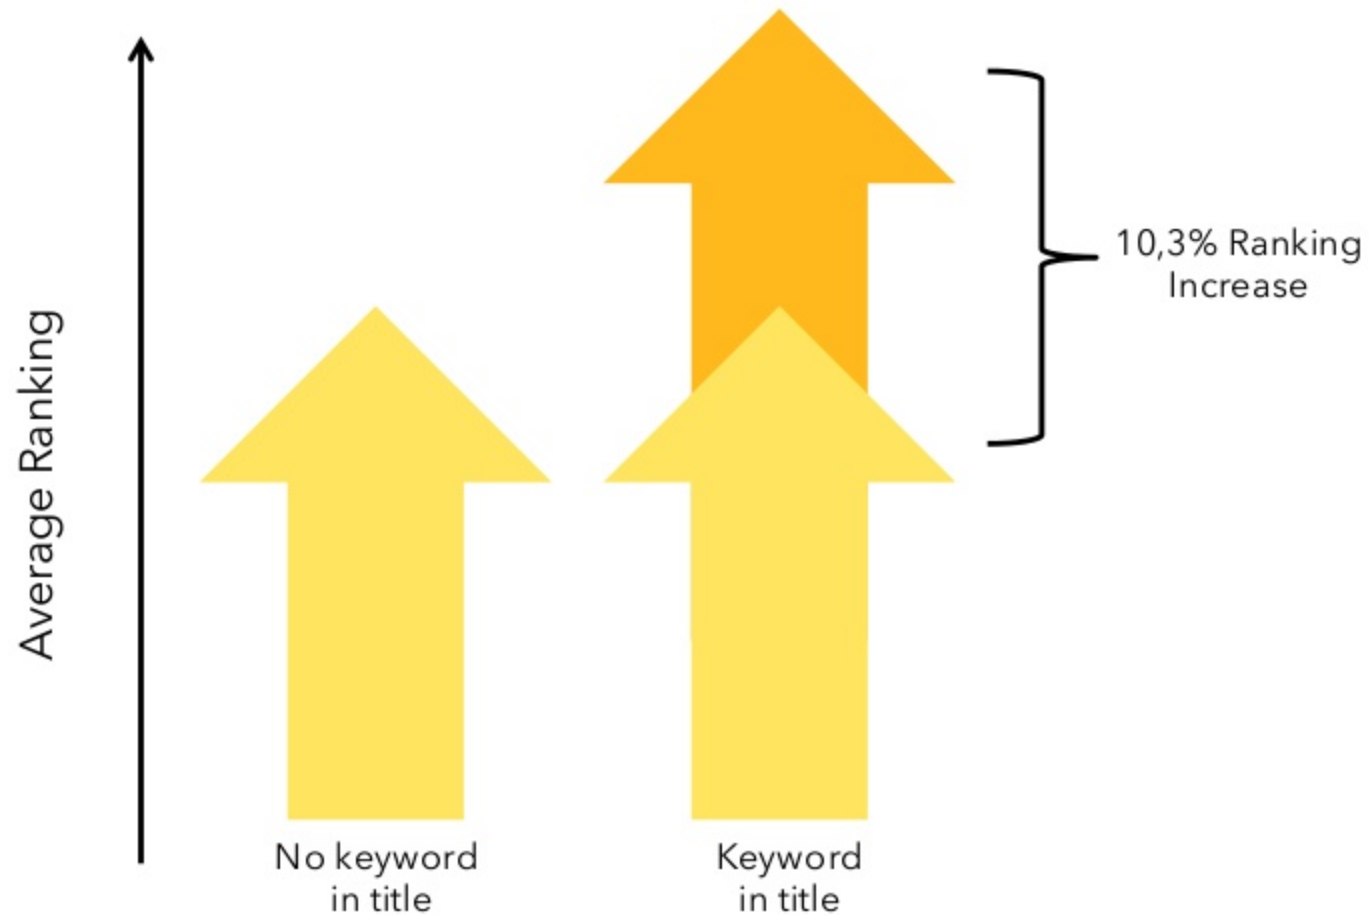 Average Ranking
10,3% Ranking
Increase
No keyword
in title
Keyword
in title